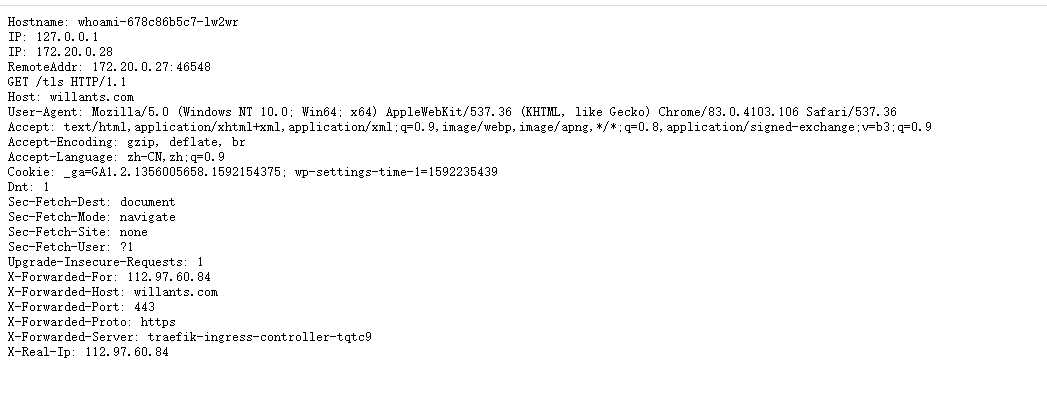 Hostname: whoami-678c86b5c7-lw2wr
IP: 127.0.0.1
IP: 172.20.0.28
RemoteAddr: 172.20.0.27:46548
GET /tls HTTP/1.1
Host: willants.com
User-Agent: Mozilla/5.0 (Windows NT 10.0; Win64; x64) AppleWebKit/537.36 (KHTML, like Gecko) Chrome/83.0.4103.106 Safari/537.36
Accept: text/html,application/xhtml+xml,application/xml;q=0.9,image/webp,image/apng,*/*;q=0.8,application/signed-exchange;v=b3;q=0.9
Accept-Encoding: gzip, deflate, br
Accept-Language: zh-CN,zh;q=0.9
Cookie: _ga=GA1.2.1356005658.1592154375; wp-settings-time-1=1592235439
Dnt: 1
Sec-Fetch-Dest: document
Sec-Fetch-Mode: navigate
Sec-Fetch-Site: none
Sec-Fetch-User: ?1
Upgrade-Insecure-Requests: 1
X-Forwarded-For: 112.97.60.84
X-Forwarded-Host: willants.com
X-Forwarded-Port: 443
X-Forwarded-Proto: https
X-Forwarded-Server: traefik-ingress-controller-tqtc9
X-Real-Ip: 112.97.60.84